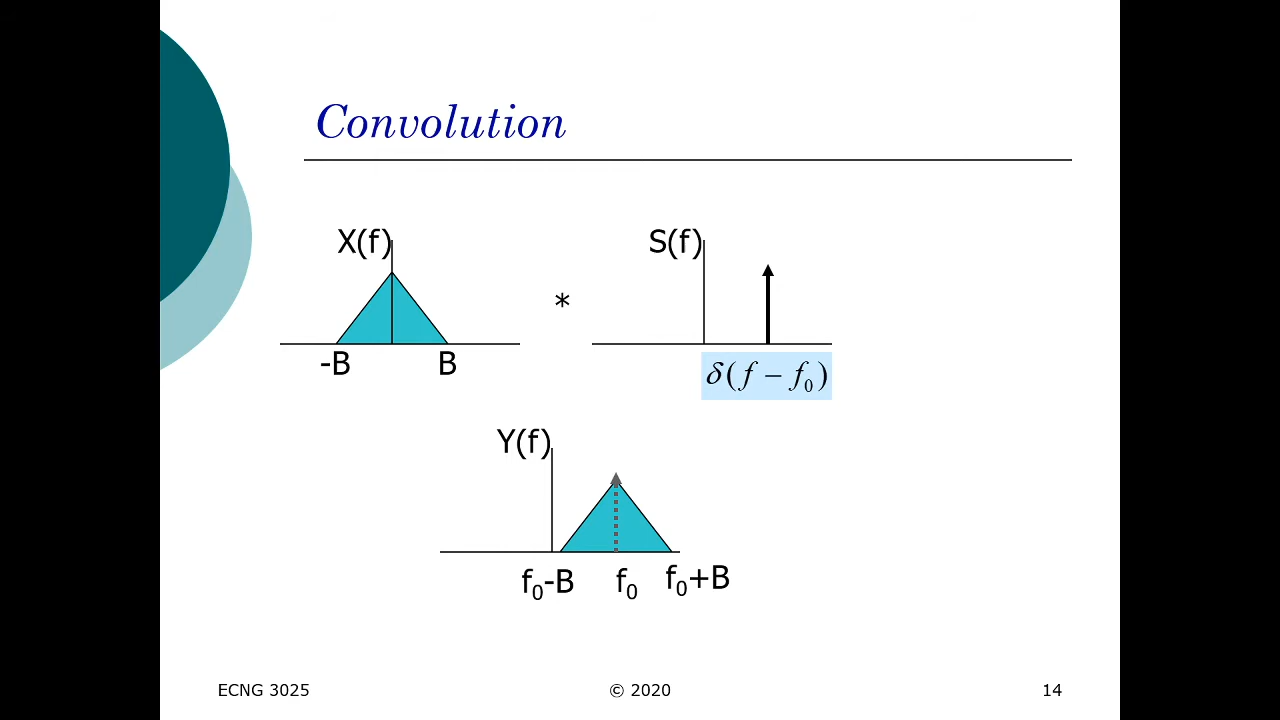 Convolution
X(f)
S(f)
*
-B
B
δ(f − f₀)
Y(f)
f₀-B
f₀
f₀+B
ECNG 3025
© 2020
14